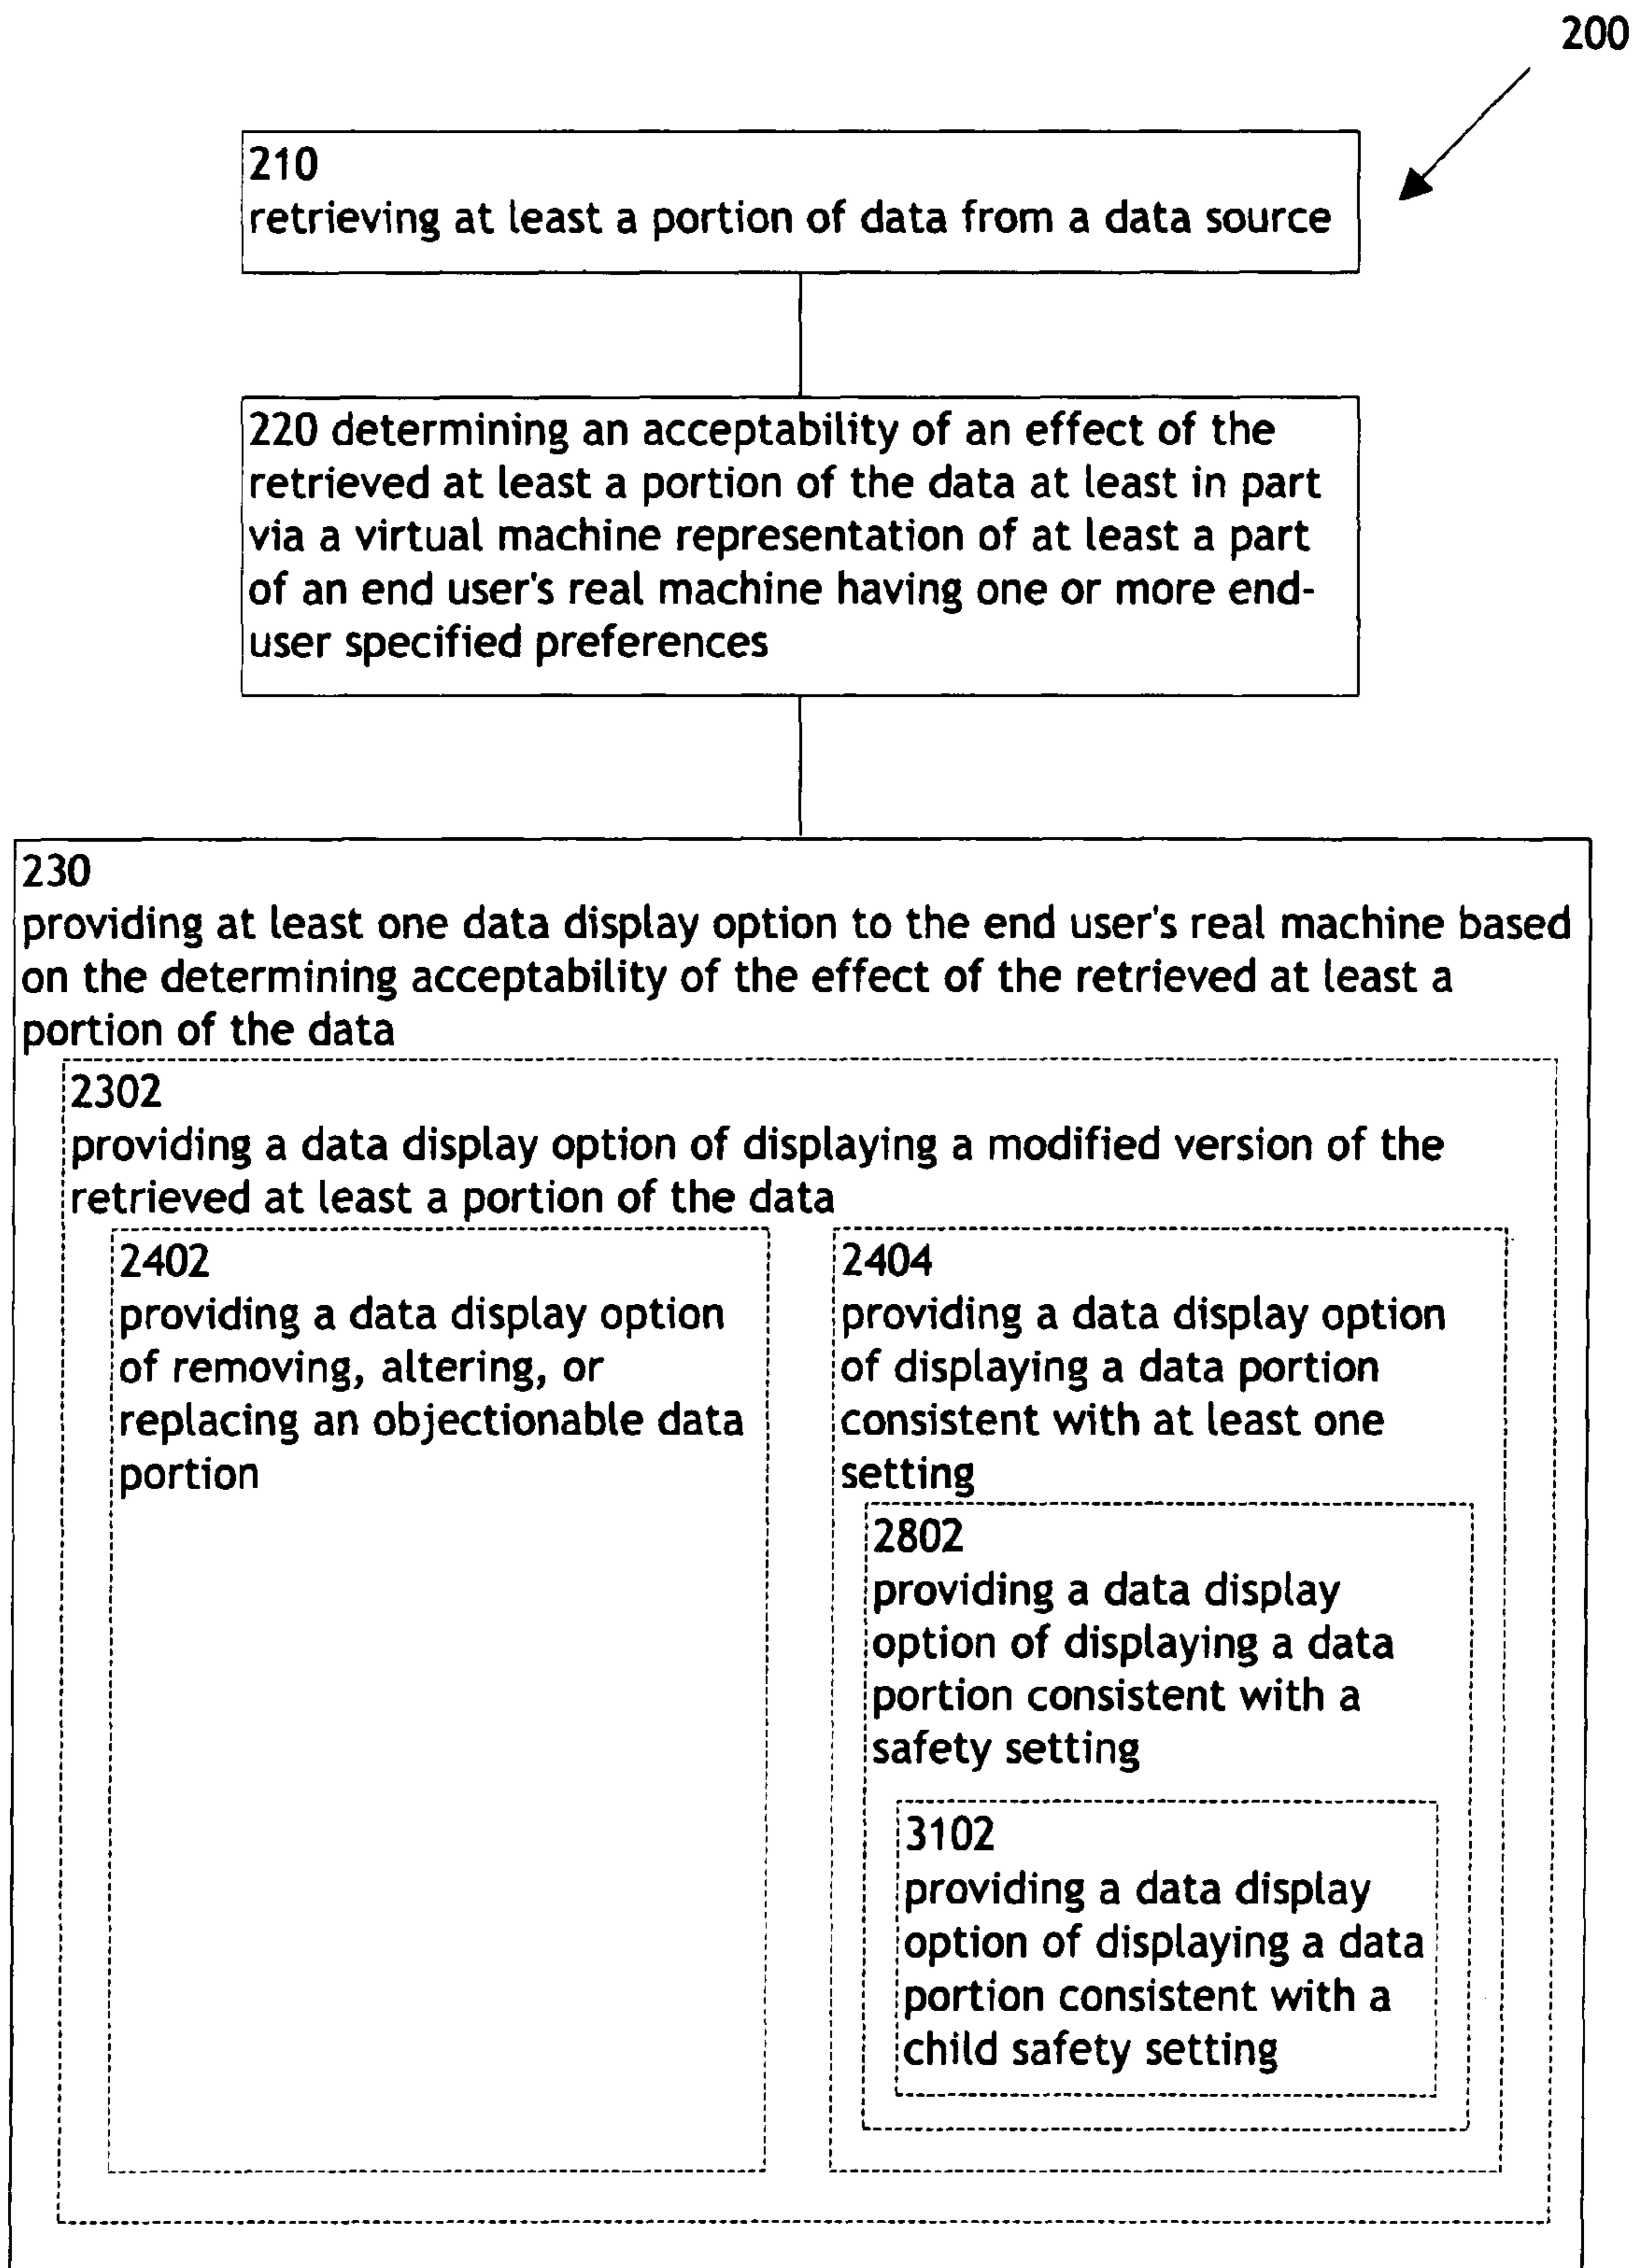 200
210
retrieving at least a portion of data from a data source
220 determining an acceptability of an effect of the
retrieved at least a portion of the data at least in part
via a virtual machine representation of at least a part
of an end user's real machine having one or more end-
user specified preferences
230
providing at least one data display option to the end user's real machine based
on the determining acceptability of the effect of the retrieved at least a
portion of the data
2302
providing a data display option of displaying a modified version of the
retrieved at least a portion of the data
2402
providing a data display option
of removing, altering, or
replacing an objectionable data
portion
2404
providing a data display option
of displaying a data portion
consistent with at least one
setting
2802
providing a data display
option of displaying a data
portion consistent with a
safety setting
3102
providing a data display
option of displaying a data
portion consistent with a
child safety setting